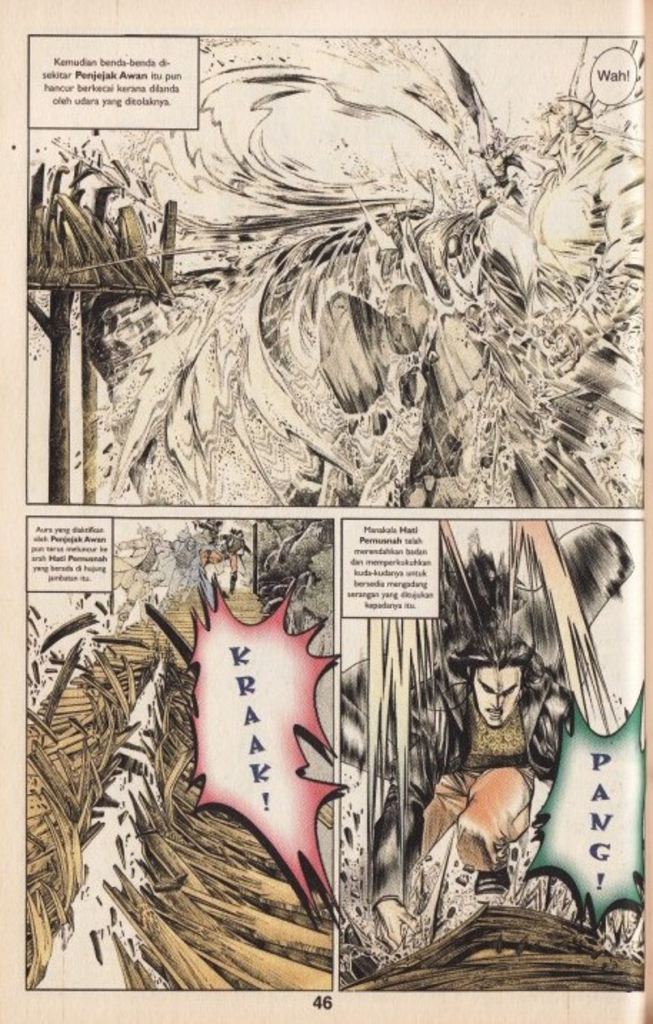 Kemudian benda-benda di-
sekitar Penjejak Awan itu pun
hancur berkecai kerana dilanda
oleh udara yang ditolaknya.
Wah!
Aura yang diaktifkan
oleh Penjejak Awan
pun terus meluncur ke
arah Hati Pemusnah
yang berada di hujung
jambatan itu.
KRAAK!
Manakala Hati
Pemusnah telah
merendahkan badan
dan memperkukuhkan
kuda-kudanya untuk
bersedia mengadang
serangan yang ditujukan
kepadanya itu.
PANG!
46